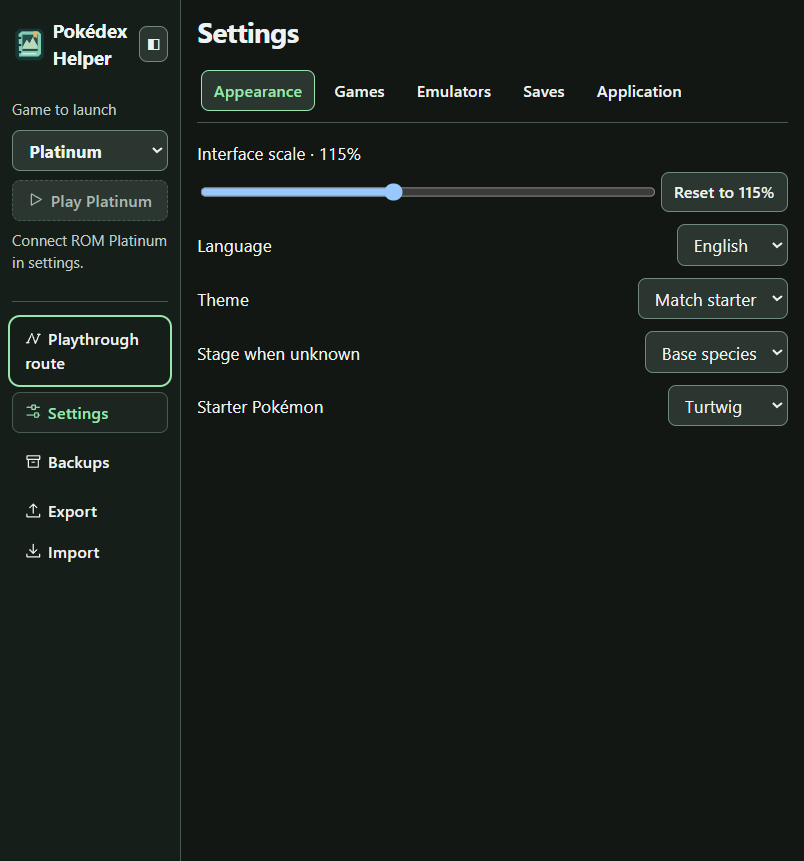 Pokédex
Helper
Game to launch
Platinum
Play Platinum
Connect ROM Platinum
in settings.
Playthrough
route
Settings
Backups
Export
Import
Settings
Appearance Games Emulators Saves Application
Interface scale · 115%
Reset to 115%
Language English
Theme Match starter
Stage when unknown Base species
Starter Pokémon Turtwig